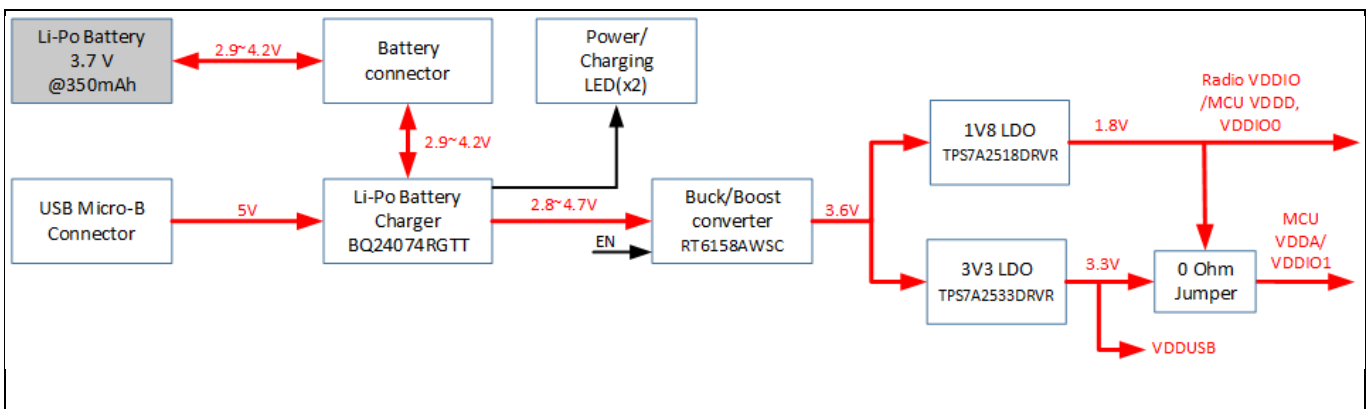 Li-Po Battery
3.7 V
@350mAh
2.9~4.2V
Battery
connector
Power/
Charging
LED(x2)
2.9~4.2V
USB Micro-B
Connector
5V
Li-Po Battery
Charger
BQ24074RGTT
2.8~4.7V
EN
Buck/Boost
converter
RT6158AWSC
3.6V
1V8 LDO
TPS7A2518DRVR
1.8V
Radio VDDIO
/MCU VDDD,
VDDIO0
3V3 LDO
TPS7A2533DRVR
3.3V
0 Ohm
Jumper
MCU
VDDA/
VDDIO1
VDDUSB